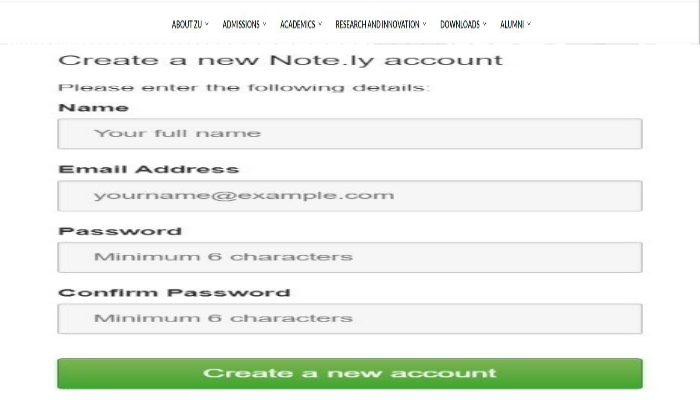 ABOUT ZU ADMISSIONS ACADEMICS RESEARCH AND INNOVATION DOWNLOADS ALUMNI
Create a new Note.ly account
Please enter the following details:
Name
Your full name
Email Address
yourname@example.com
Password
Minimum 6 characters
Confirm Password
Minimum 6 characters
Create a new account